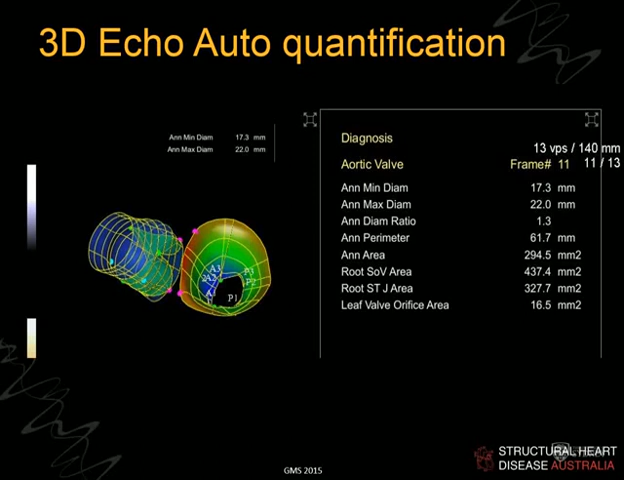 3D Echo Auto quantification
Ann Min Diam 17.3 mm
Ann Max Diam 22.0 mm
Diagnosis
13 vps / 140 mm
Aortic Valve Frame# 11 11 / 13
Ann Min Diam 17.3 mm
Ann Max Diam 22.0 mm
Ann Diam Ratio 1.3
Ann Perimeter 61.7 mm
Ann Area 294.5 mm2
Root SoV Area 437.4 mm2
Root ST J Area 327.7 mm2
Leaf Valve Orifice Area 16.5 mm2
A3 P3
A2 P2
A1 P1
GMS 2015
STRUCTURAL HEART
DISEASE AUSTRALIA